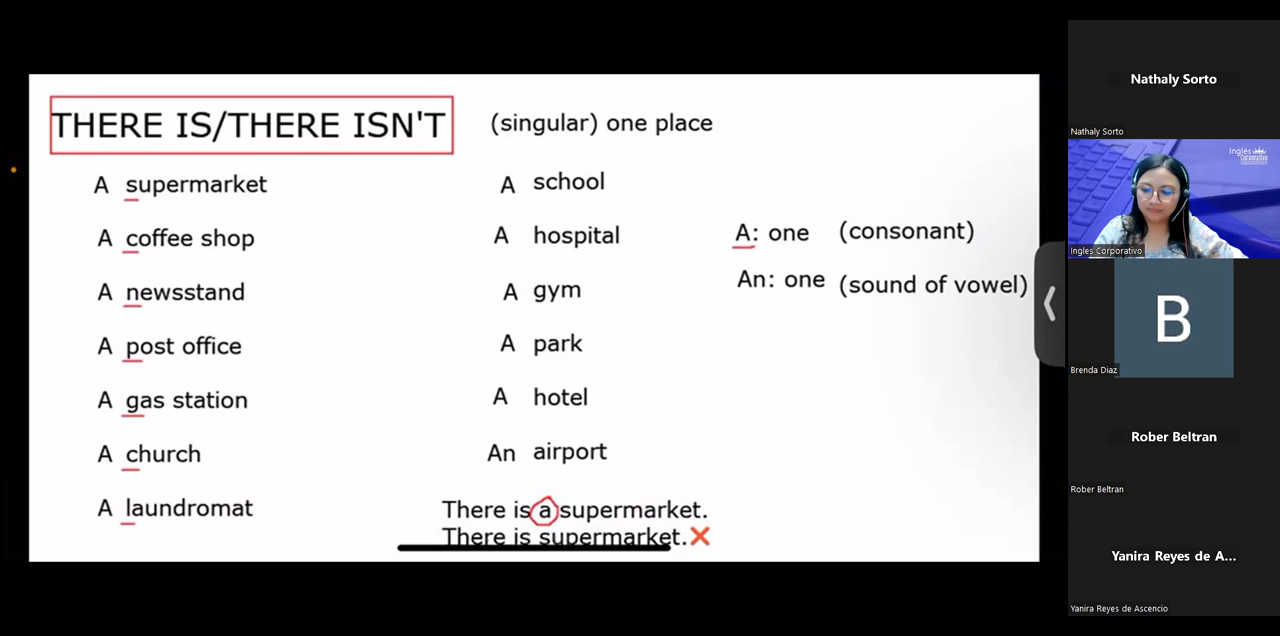 THERE IS/THERE ISN'T
(singular) one place
A supermarket
A coffee shop
A newsstand
A post office
A gas station
A church
A laundromat
A school
A hospital
A gym
A park
A hotel
An airport
A: one (consonant)
An: one (sound of vowel)
There is a supermarket.
There is supermarket.❌
Nathaly Sorto
Nathaly Sorto
Inglés
Corporativo
Ingles Corporativo
B
Brenda Diaz
Rober Beltran
Rober Beltran
Yanira Reyes de A...
Yanira Reyes de Ascencio